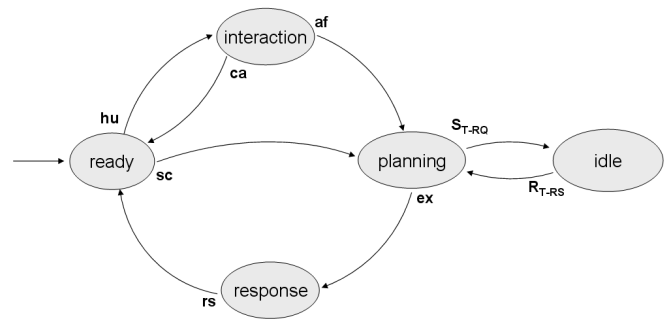 interaction
af
ca
hu
ready
sc
planning
S_T-RQ
idle
R_T-RS
ex
response
rs